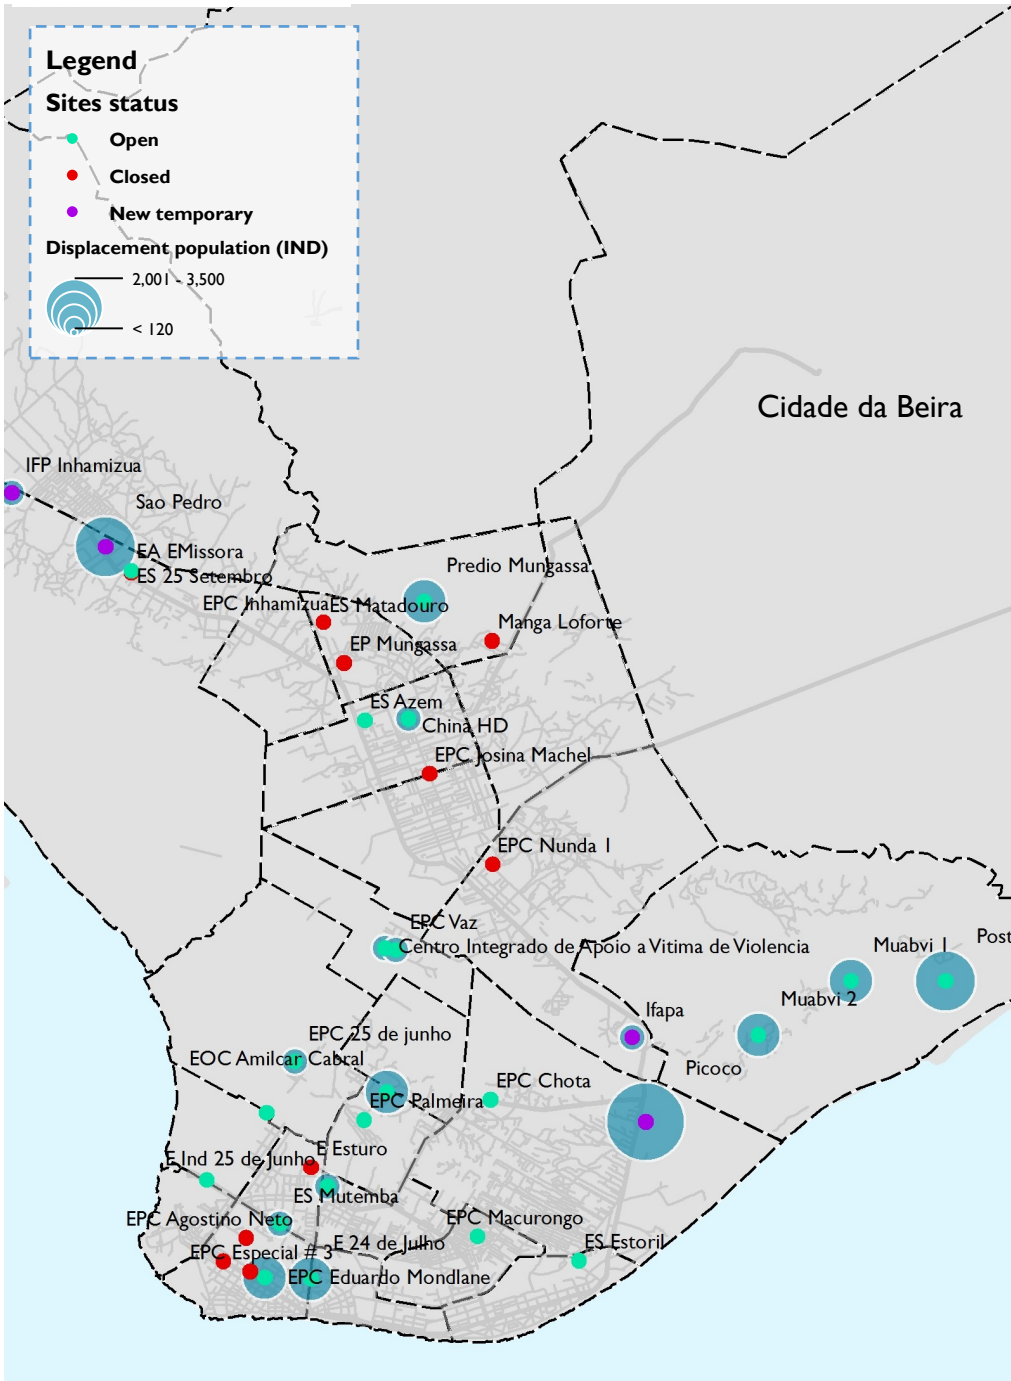 Legend
Sites status
Open
Closed
New temporary
Displacement population (IND)
2,001 - 3,500
< 120
Cidade da Beira
IFP Inhamizua
Sao Pedro
EA EMissora
ES 25 Setembro
Predio Mungassa
EPC Inhamizua
ES Matadouro
Manga Loforte
EP Mungassa
ES Azem
China HD
EPC Josina Machel
EPC Nunda 1
EPC Vaz
Centro Integrado de Apoio a Vitima de Violencia
Muabvi 1
Post
Muabvi 2
Ifapa
EPC 25 de junho
EOC Amilcar Cabral
Picoco
EPC Chota
EPC Palmeira
E Esturo
E Ind 25 de Junho
ES Mutemba
EPC Agostino Neto
EPC Macurongo
E 24 de Julho
ES Estoril
EPC Especial # 3
EPC Eduardo Mondlane